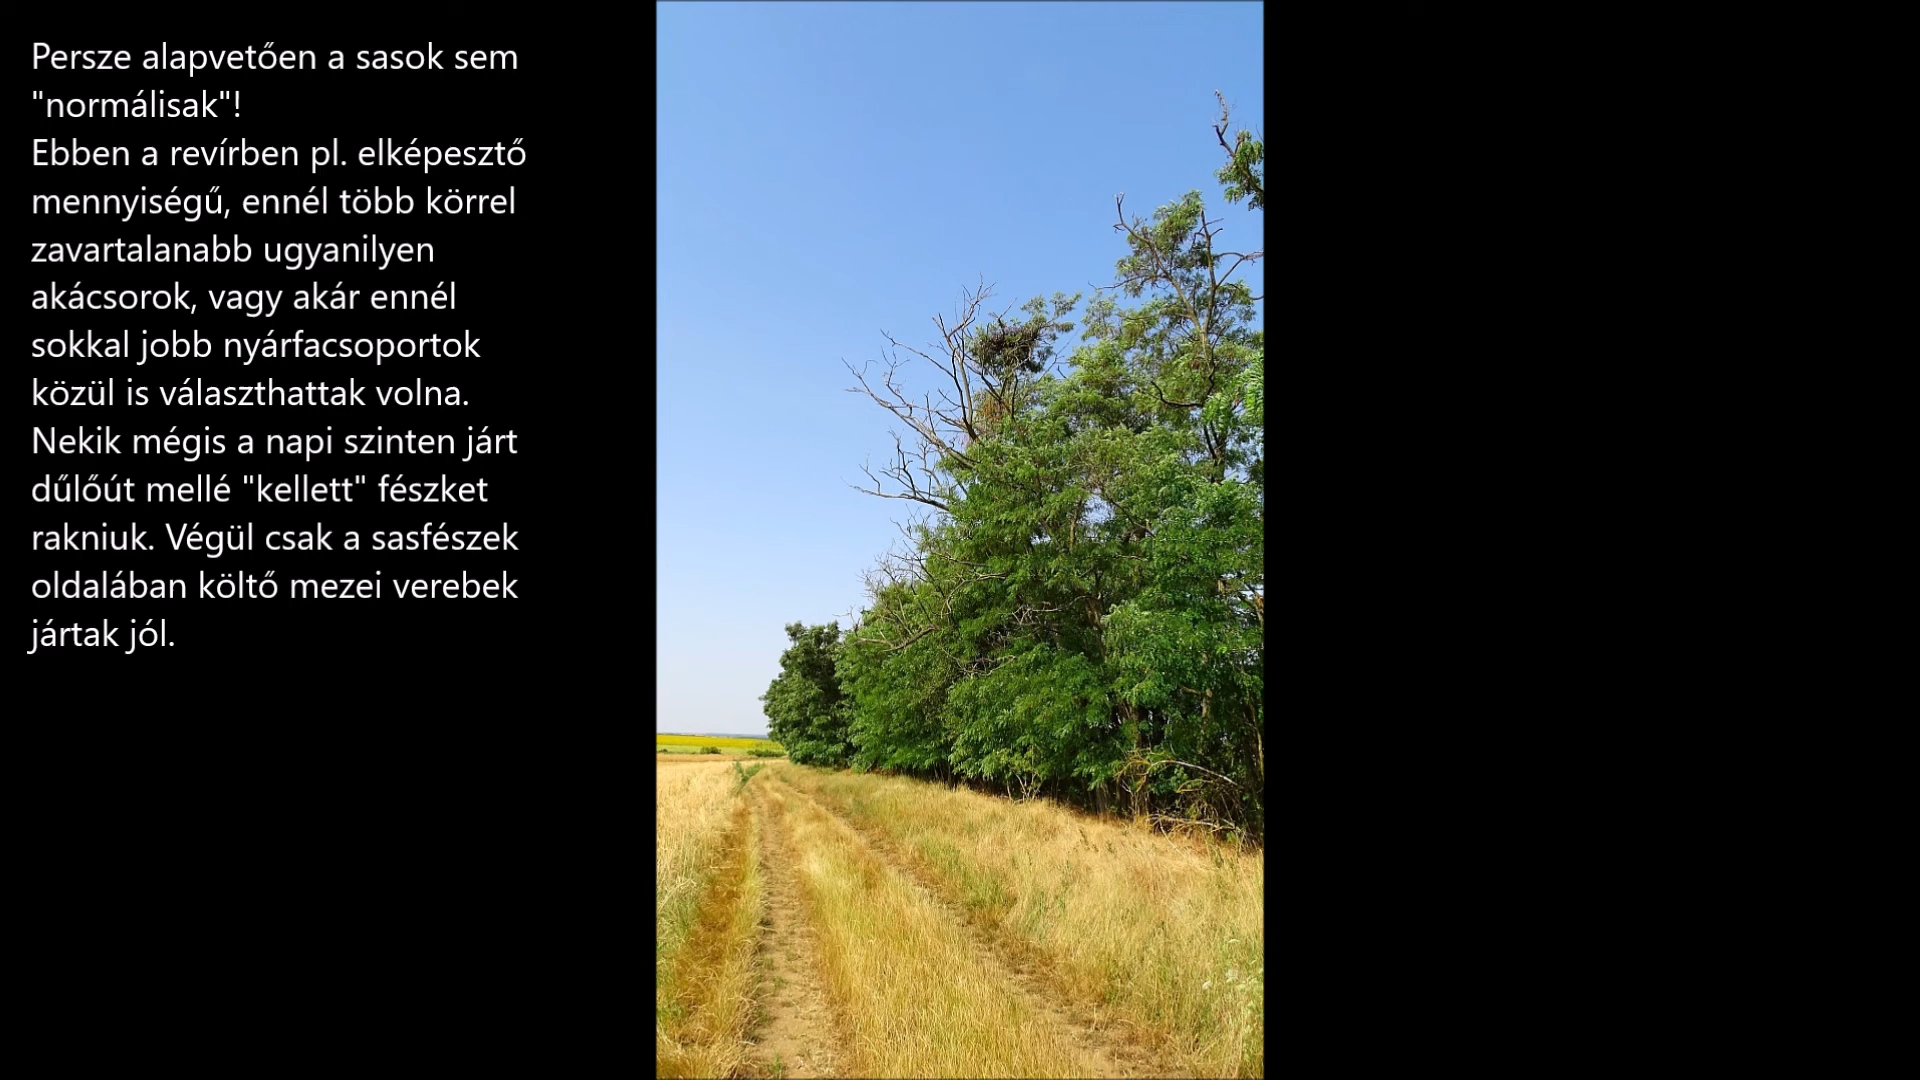 Persze alapvetően a sasok sem
"normálisak"!
Ebben a revírben pl. elképesztő
mennyiségű, ennél több körrel
zavartalanabb ugyanilyen
akácsorok, vagy akár ennél
sokkal jobb nyárfacsoportok
közül is választhattak volna.
Nekik mégis a napi szinten járt
dűlőút mellé "kellett" fészket
rakniuk. Végül csak a sasfészek
oldalában költő mezei verebek
jártak jól.